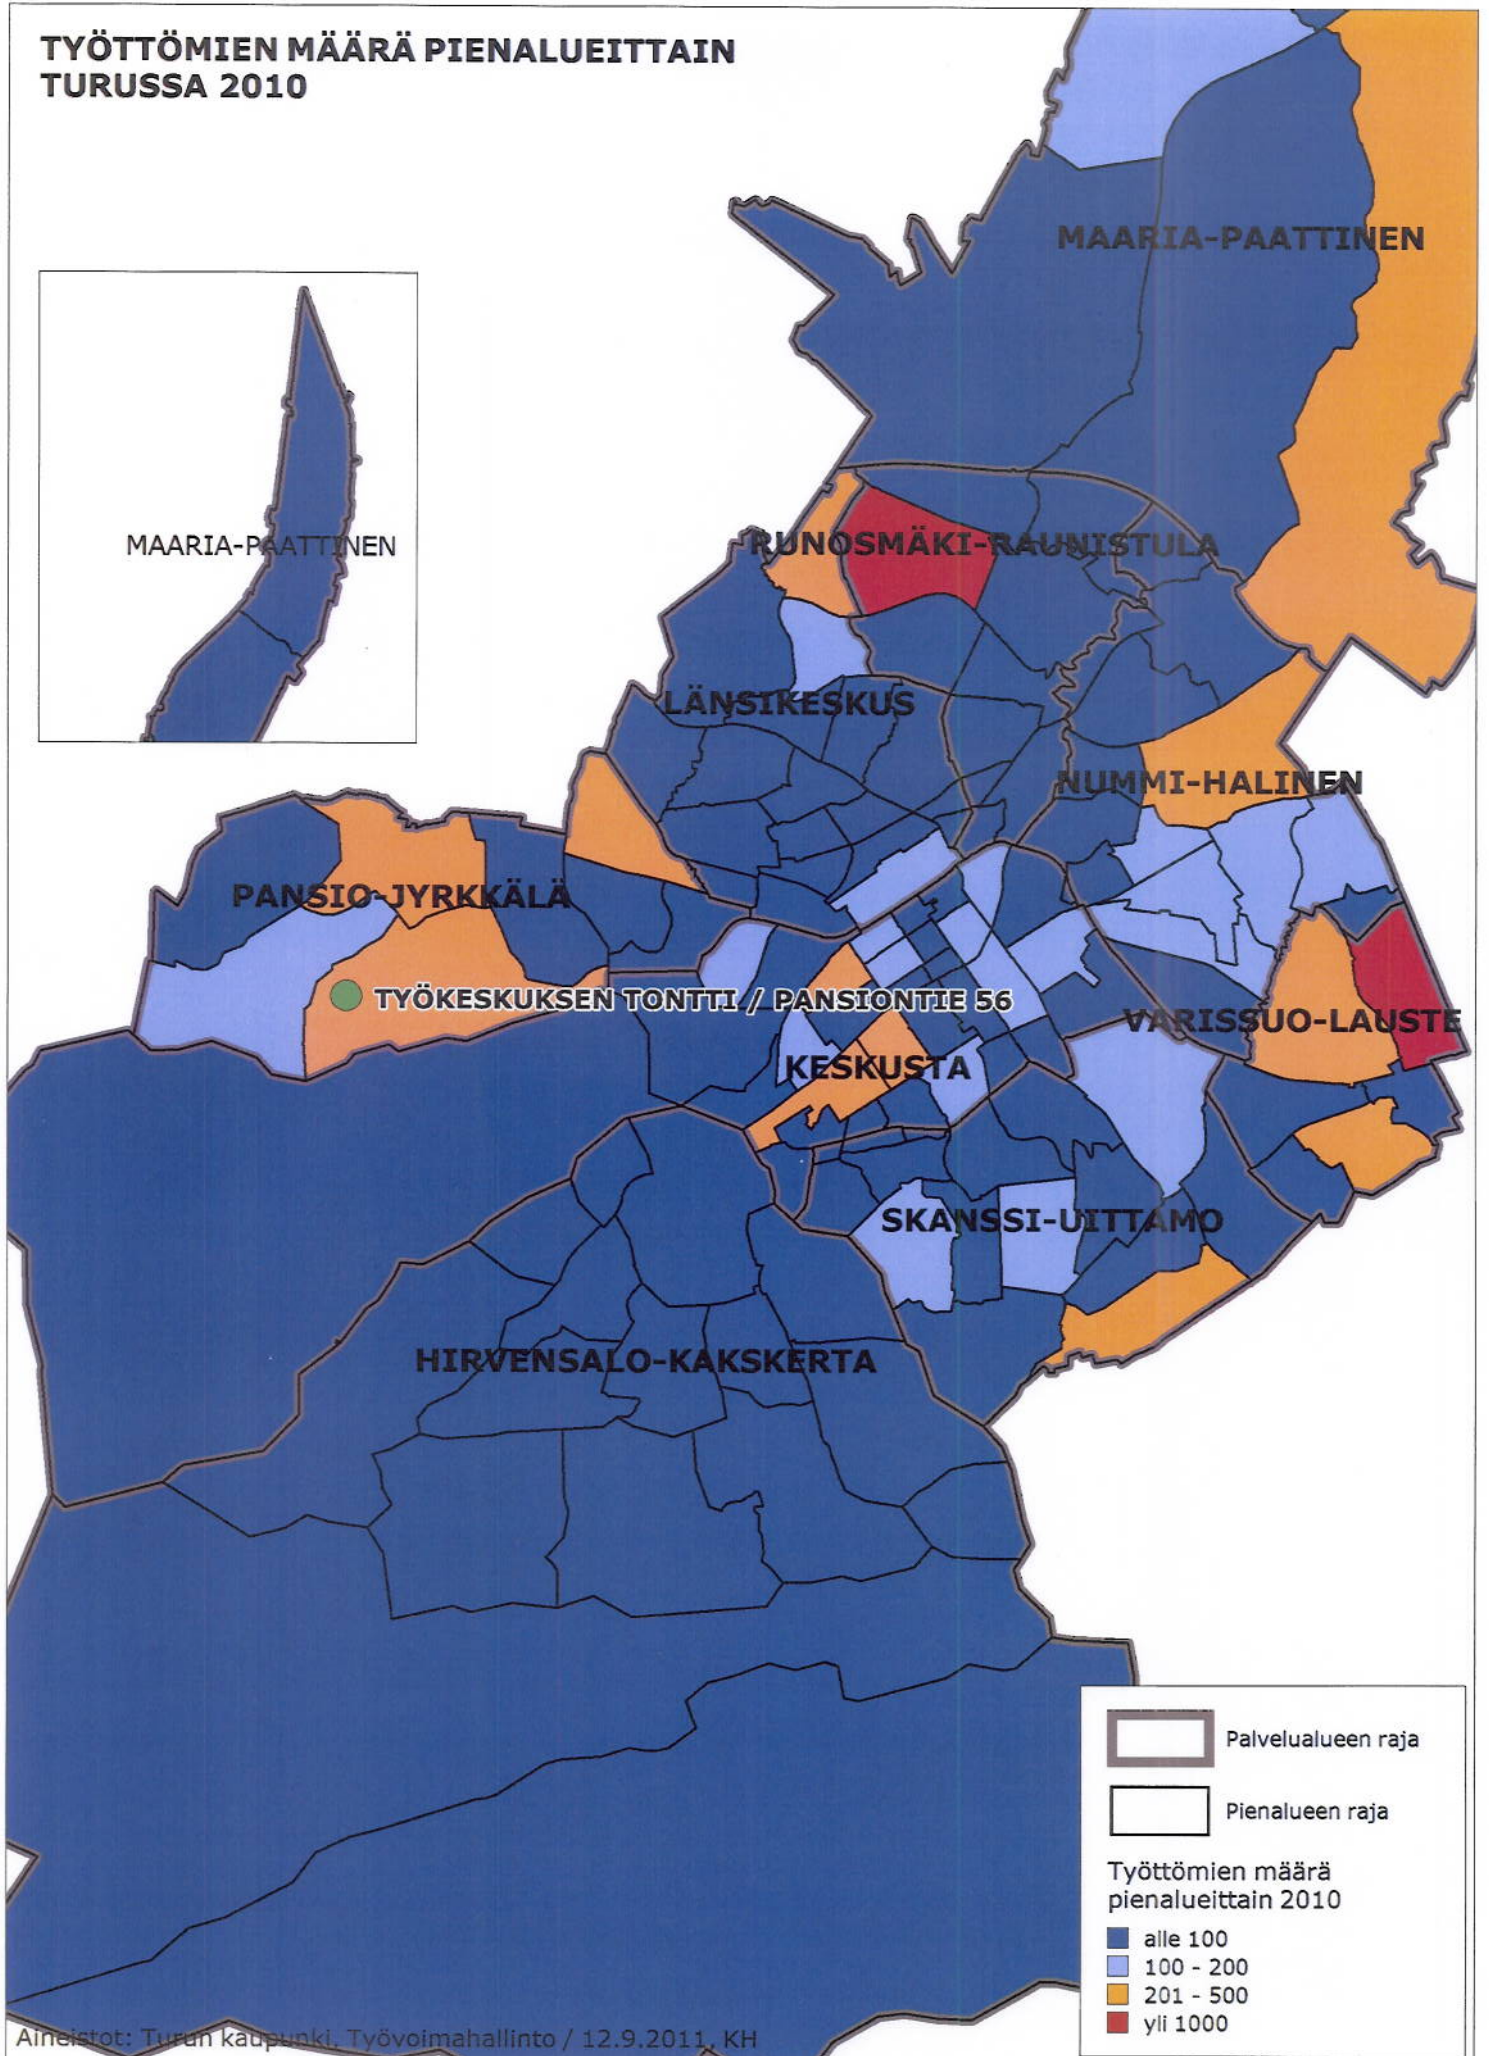 TYÖTTÖMIEN MÄÄRÄ PIENALUEITTAIN
TURUSSA 2010
MAARIA-PAATTINEN
MAARIA-PAATTINEN
RUNOSMÄKI-RAUNISTULA
LÄNSIKESKUS
NUMMI-HALINEN
PANSIO-JYRKKÄLÄ
TYÖKESKUKSEN TONTTI / PANSIONTIE 56
VARISSUO-LAUSTE
KESKUSTA
SKANSSI-UITTAMO
HIRVENSALO-KAKSKERTA
Palvelualueen raja
Pienalueen raja
Työttömien määrä
pienalueittain 2010
alle 100
100 - 200
201 - 500
yli 1000
Aineistot: Turun kaupunki, Työvoimahallinto / 12.9.2011, KH